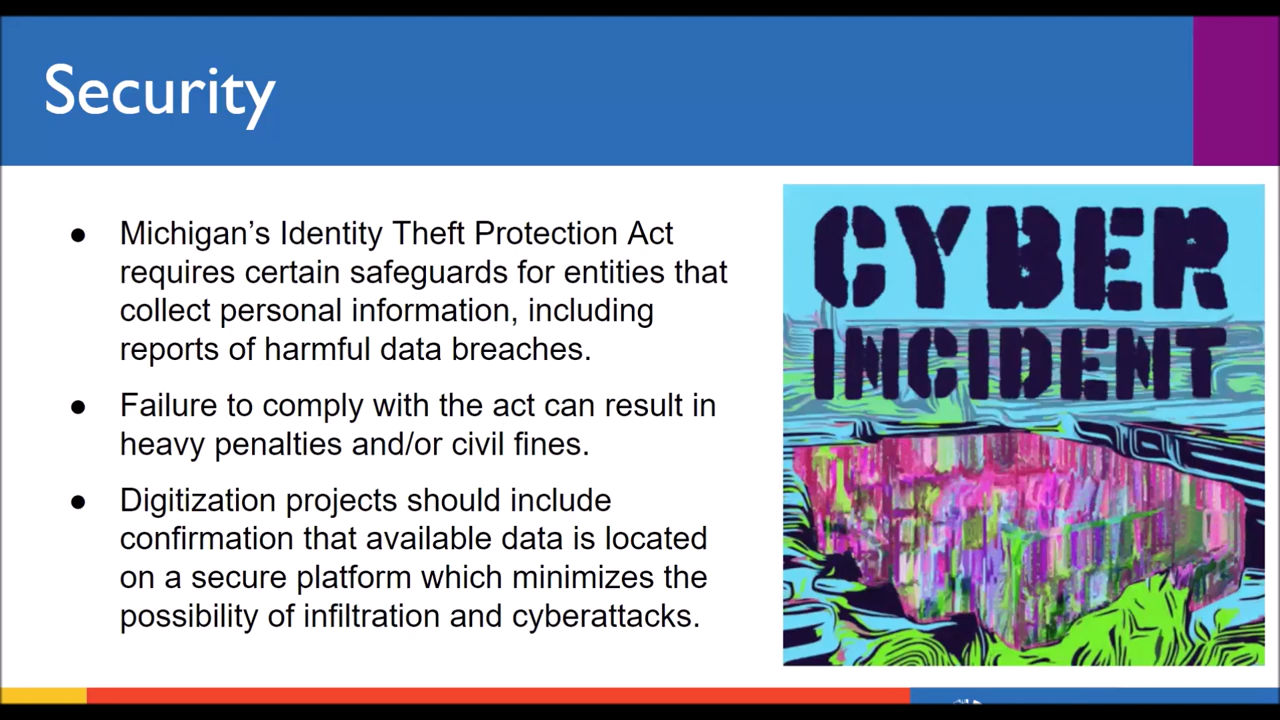 Security
● Michigan’s Identity Theft Protection Act
requires certain safeguards for entities that
collect personal information, including
reports of harmful data breaches.
● Failure to comply with the act can result in
heavy penalties and/or civil fines.
● Digitization projects should include
confirmation that available data is located
on a secure platform which minimizes the
possibility of infiltration and cyberattacks.
CYBER
INCIDENT